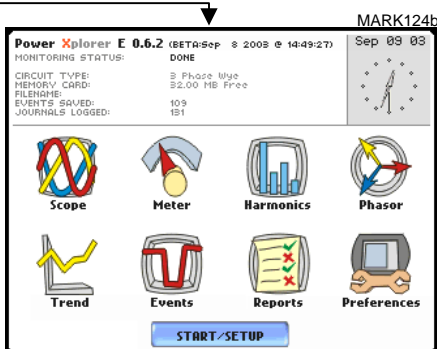 MARK124b
Power Xplorer E 0.6.2 (BETA:Sep 8 2003 @ 14:49:27)
Sep 09 03
MONITORING STATUS: DONE
CIRCUIT TYPE: 3 Phase Wye
MEMORY CARD: 32.00 MB Free
FILENAME:
EVENTS SAVED: 109
JOURNALS LOGGED: 131
Scope Meter Harmonics Phasor
Trend Events Reports Preferences
START/SETUP